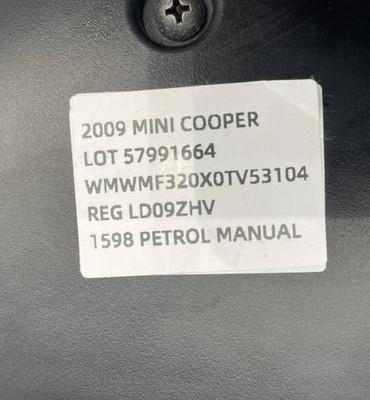 2009 MINI COOPER
LOT 57991664
WMWMF320X0TV53104
REG LD09ZHV
1598 PETROL MANUAL